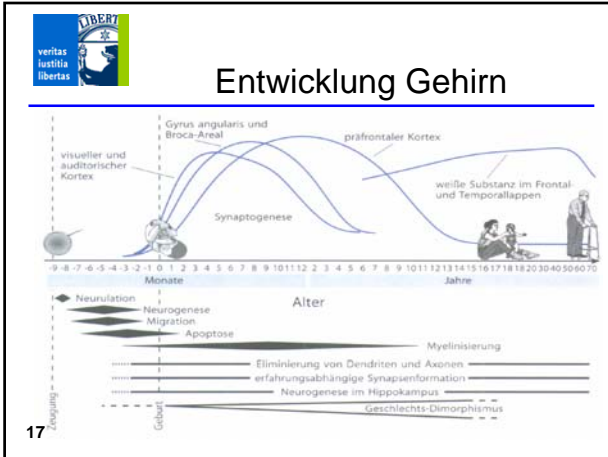 LIBERT
veritas
iustitia
libertas
Entwicklung Gehirn
Gyrus angularis und
Broca-Areal
präfrontaler Kortex
visueller und
auditorischer
Kortex
weiße Substanz im Frontal-
und Temporallappen
Synaptogenese
-9 -8 -7 -6 -5 -4 -3 -2 -1 0 1 2 3 4 5 6 7 8 9 10 11 12 2 3 4 5 6 7 8 9 10 11 12 13 14 15 16 17 18 20 30 40 50 60 70
Monate
Jahre
Alter
Neurulation
Neurogenese
Migration
Apoptose
Myelinisierung
Eliminierung von Dendriten und Axonen
erfahrungsabhängige Synapsenformation
Neurogenese im Hippokampus
Geschlechts-Dimorphismus
Zeugung
Geburt
17